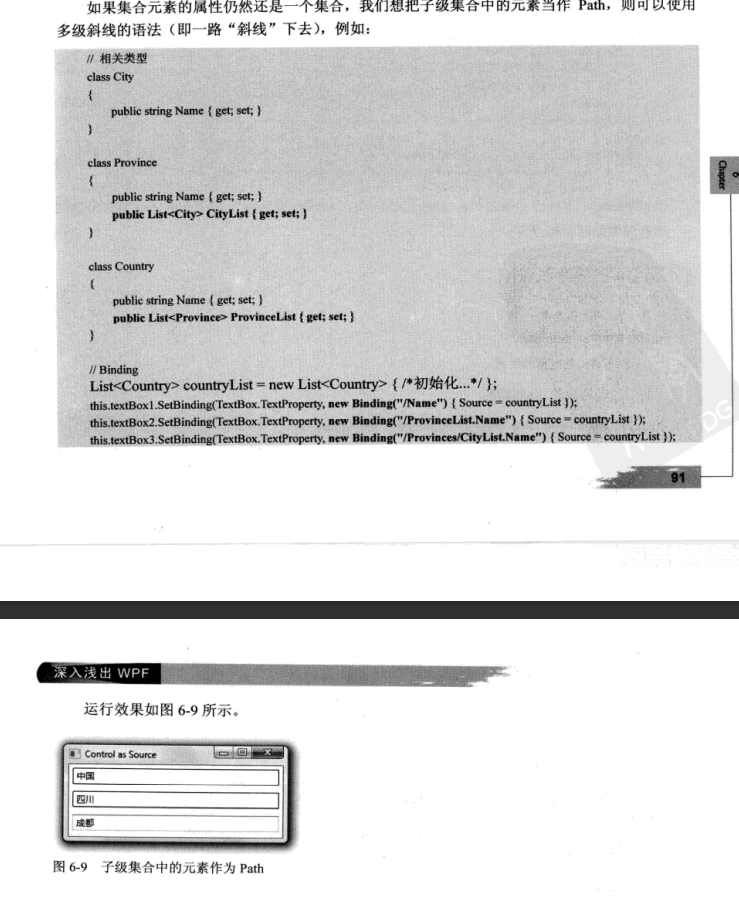 如果集合元素的属性仍然还是一个集合，我们想把子级集合中的元素当作 Path，则可以使用
多级斜线的语法（即一路“斜线”下去），例如：
// 相关类型
class City
{
public string Name { get; set; }
}
class Province
{
public string Name { get; set; }
public List<City> CityList { get; set; }
}
class Country
{
public string Name { get; set; }
public List<Province> ProvinceList { get; set; }
}
// Binding
List<Country> countryList = new List<Country> { /*初始化...*/ };
this.textBox1.SetBinding(TextBox.TextProperty, new Binding("/Name") { Source = countryList });
this.textBox2.SetBinding(TextBox.TextProperty, new Binding("/ProvinceList.Name") { Source = countryList });
this.textBox3.SetBinding(TextBox.TextProperty, new Binding("/Provinces/CityList.Name") { Source = countryList });
6
Chapter
91
深入浅出 WPF
运行效果如图 6-9 所示。
Control as Source
中国
四川
成都
图 6-9 子级集合中的元素作为 Path